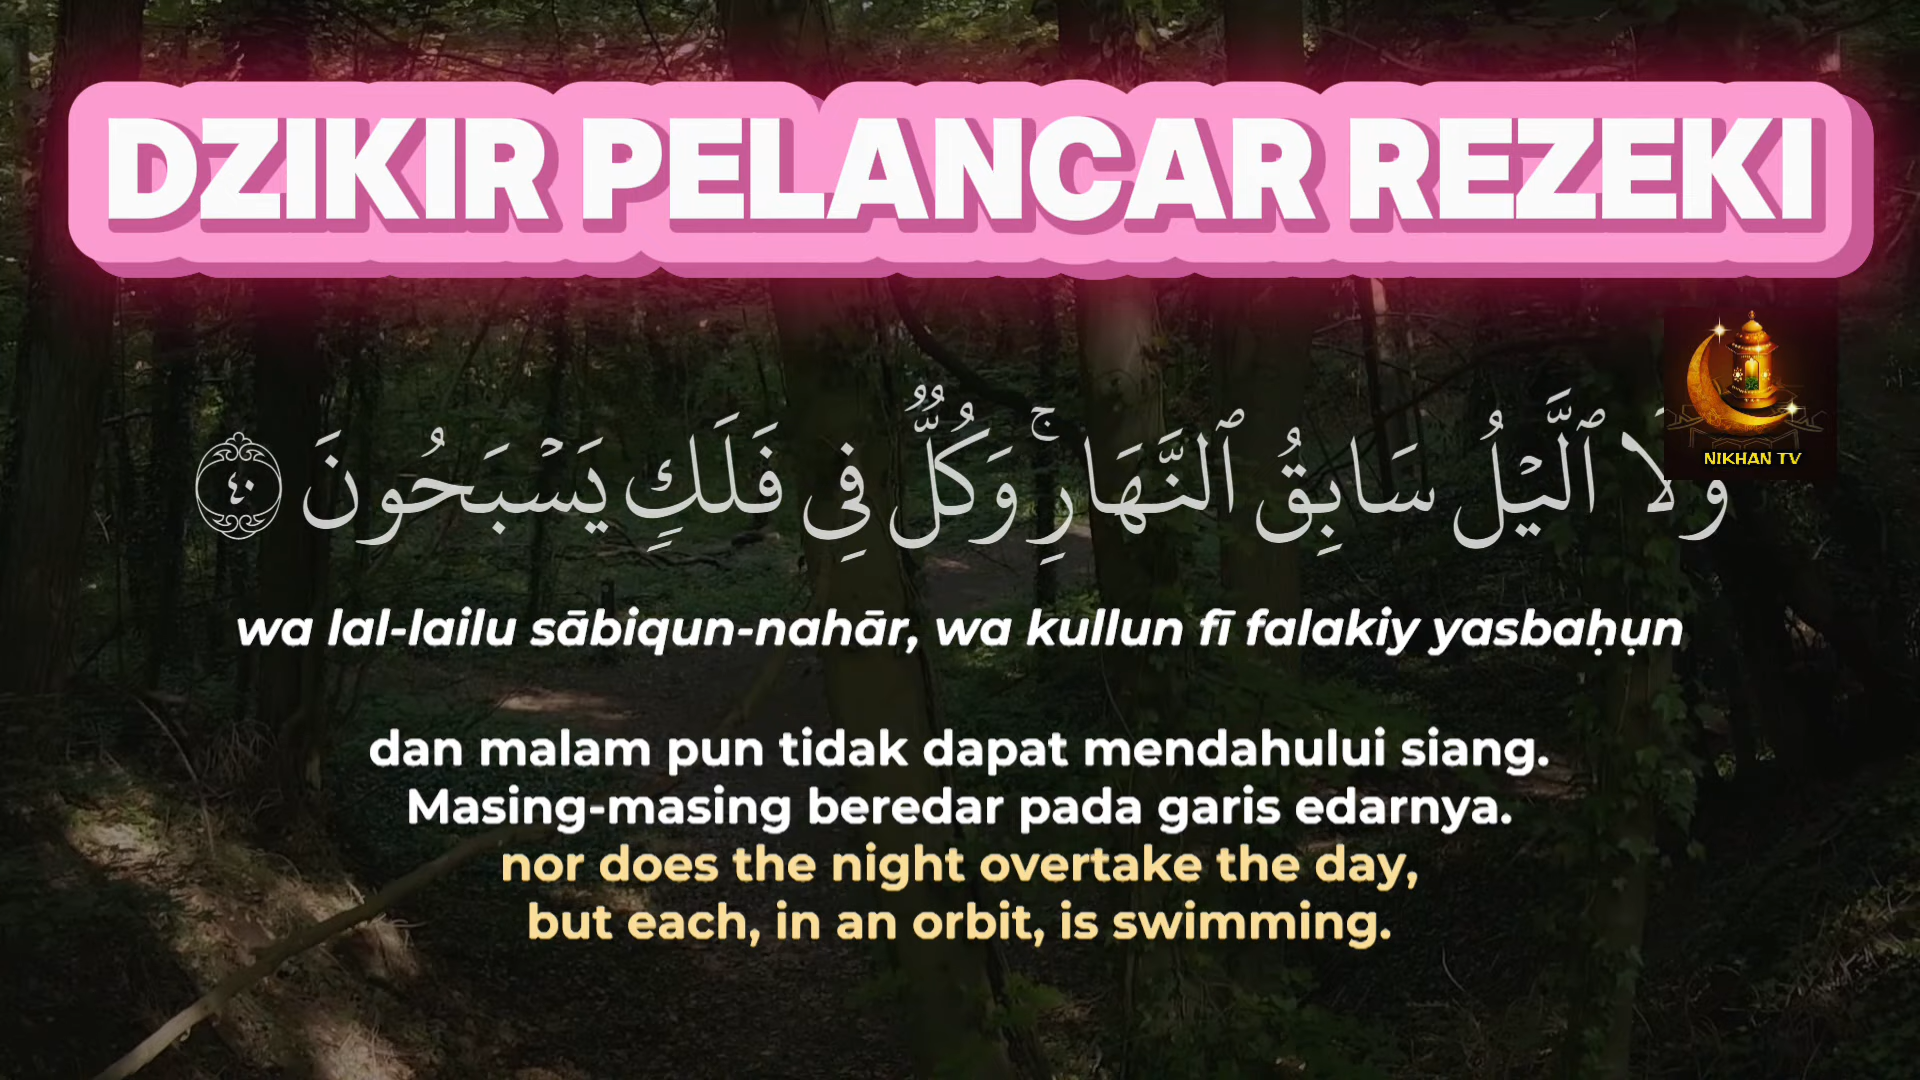 DZIKIR PELANCAR REZEKI
NIKHAN TV
وَلَا ٱلَّيْلُ سَابِقُ ٱلنَّهَارِ ۚ وَكُلٌّ فِى فَلَكٍ يَسْبَحُونَ ٤٠
wa lal-lailu sābiqun-nahār, wa kullun fī falakiy yasbaḥụn
dan malam pun tidak dapat mendahului siang.
Masing-masing beredar pada garis edarnya.
nor does the night overtake the day,
but each, in an orbit, is swimming.